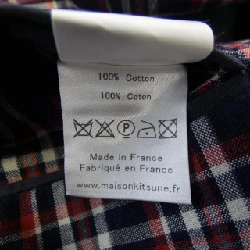 100% Cotton
100% Coton
P
Made in France
Fabriqué en France
www.maisonkitsune.fr